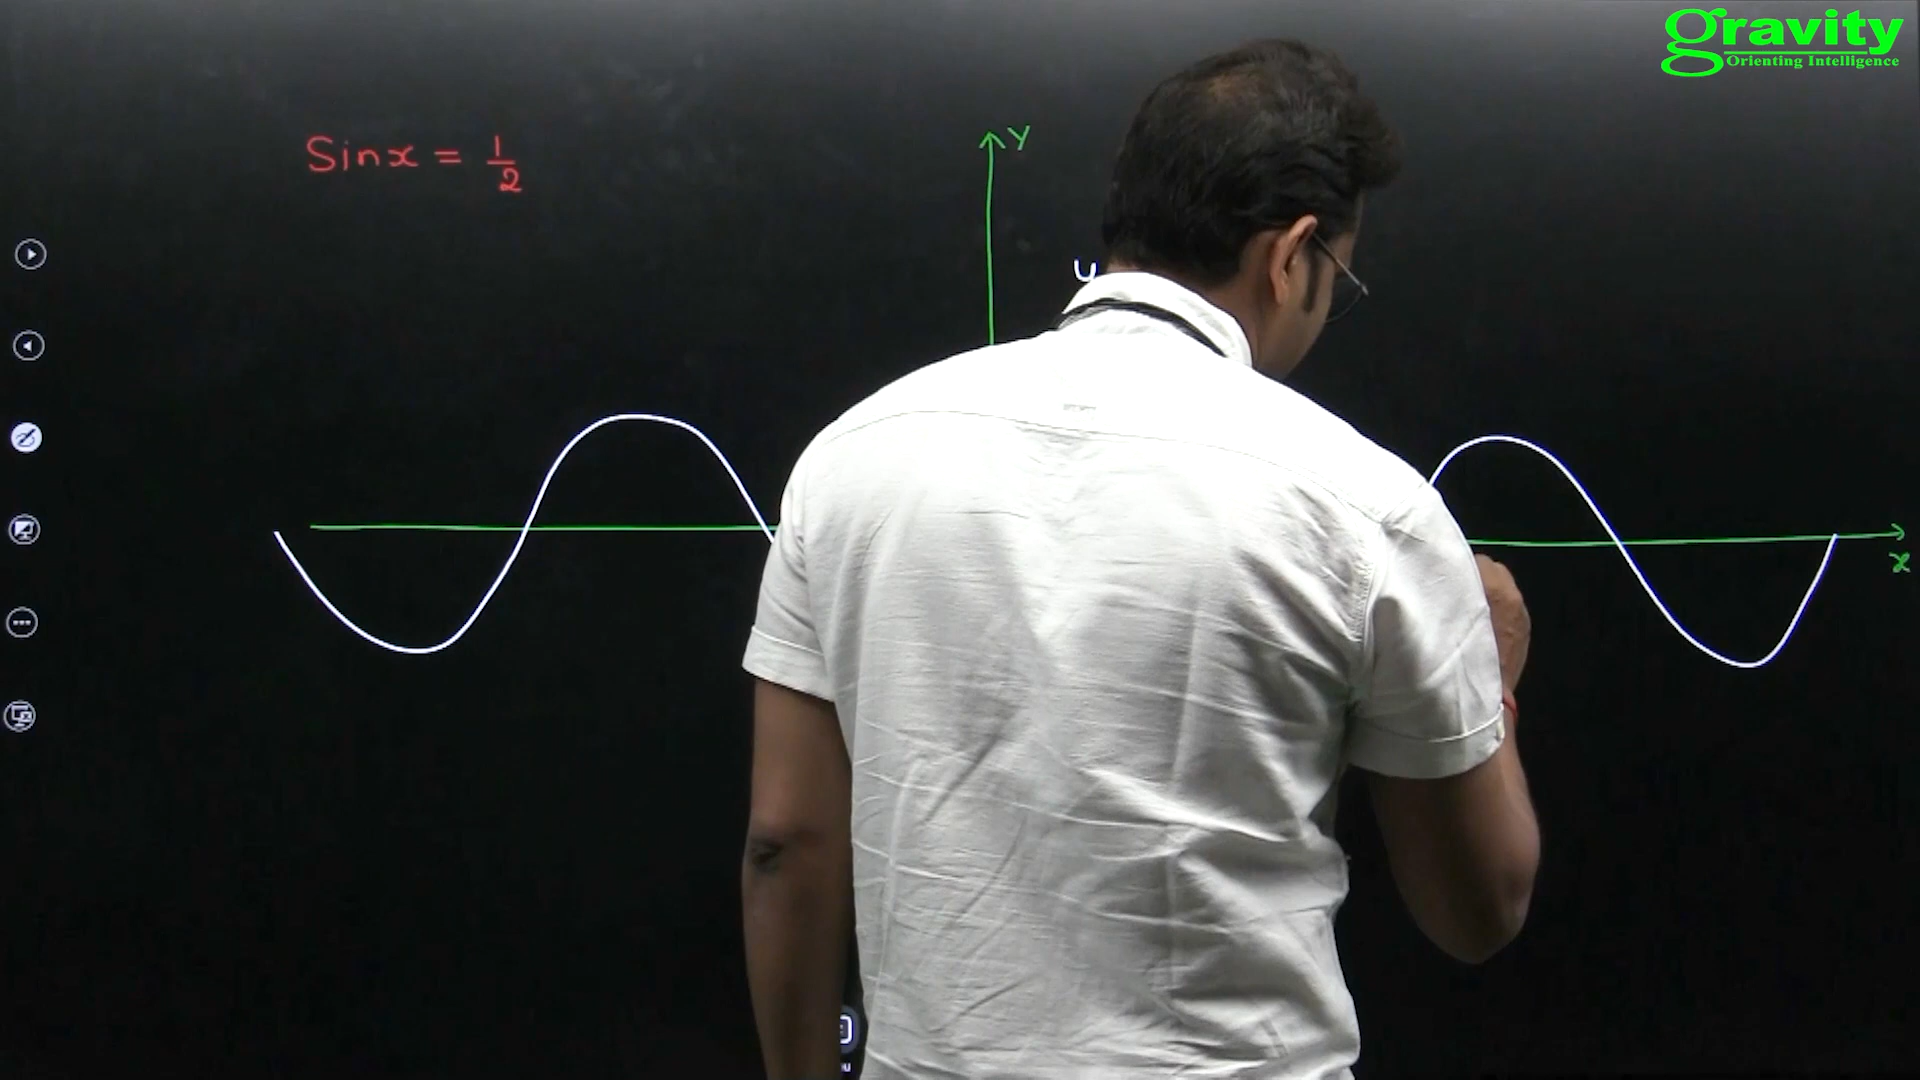 gravity
Orienting Intelligence
Sinx = 1/2
Y
y
x